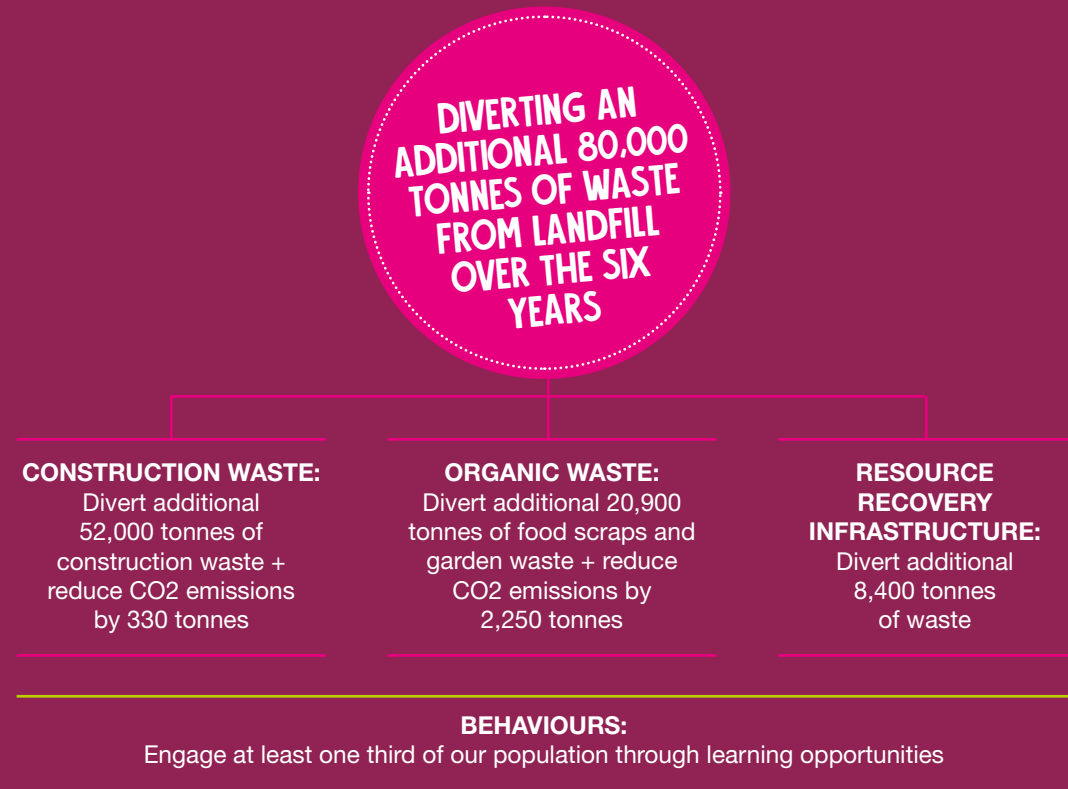 DIVERTING AN
ADDITIONAL 80,000
TONNES OF WASTE
FROM LANDFILL
OVER THE SIX
YEARS
CONSTRUCTION WASTE:
Divert additional
52,000 tonnes of
construction waste +
reduce CO2 emissions
by 330 tonnes
ORGANIC WASTE:
Divert additional 20,900
tonnes of food scraps and
garden waste + reduce
CO2 emissions by
2,250 tonnes
RESOURCE
RECOVERY
INFRASTRUCTURE:
Divert additional
8,400 tonnes
of waste
BEHAVIOURS:
Engage at least one third of our population through learning opportunities